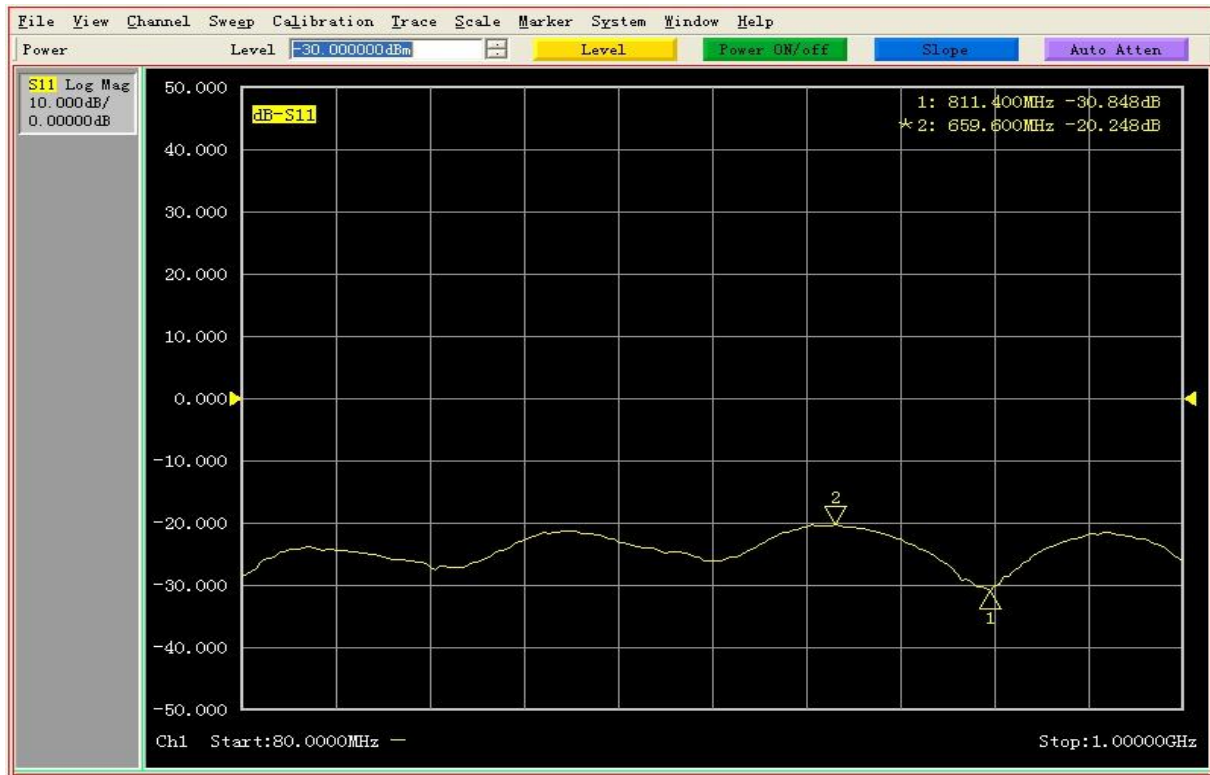 File View Channel Sweep Calibration Trace Scale Marker System Window Help
Power Level -30.000000dBm Level Power ON/off Slope Auto Atten
S11 Log Mag
10.000dB/
0.00000dB
dB-S11
1: 811.400MHz -30.848dB
*2: 659.600MHz -20.248dB
50.000
40.000
30.000
20.000
10.000
0.000
-10.000
-20.000
-30.000
-40.000
-50.000
2
1
Ch1 Start:80.0000MHz — Stop:1.00000GHz